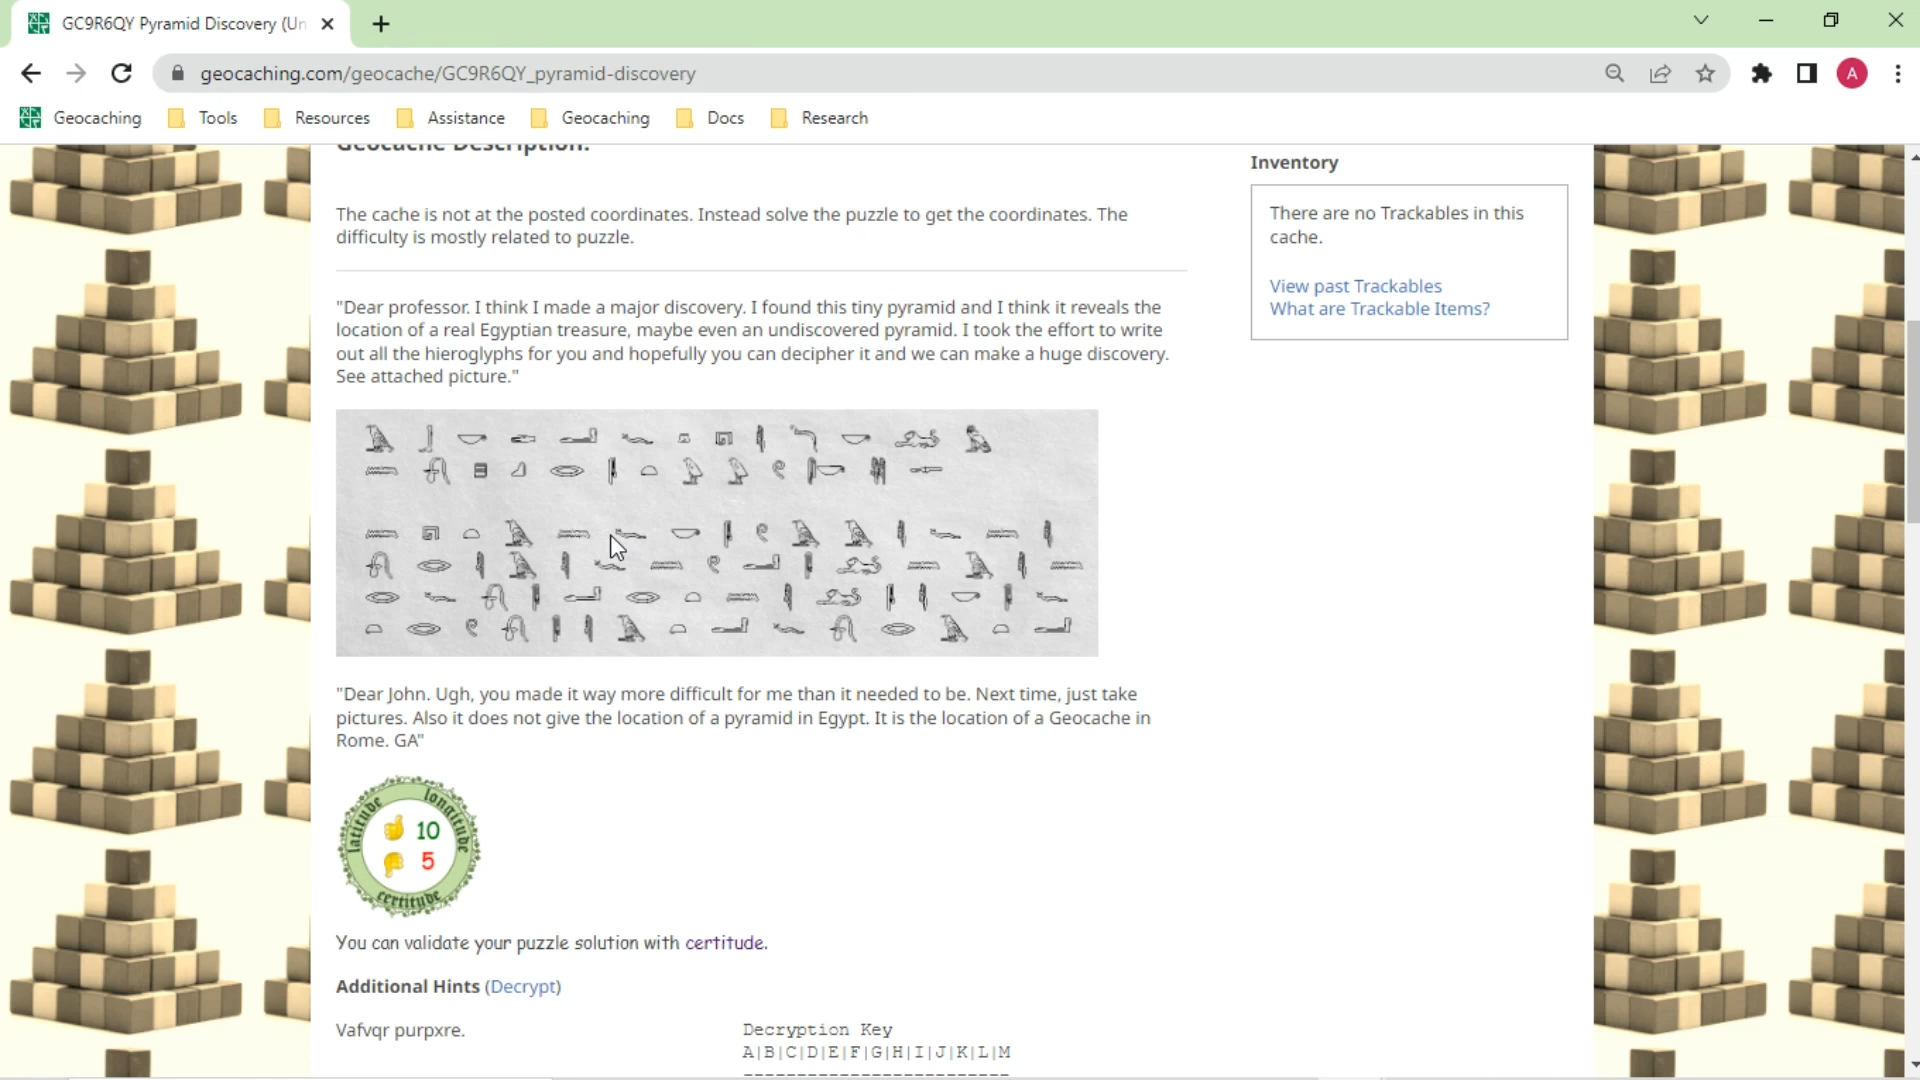 GC9R6QY Pyramid Discovery (Un
geocaching.com/geocache/GC9R6QY_pyramid-discovery
A
Geocaching Tools Resources Assistance Geocaching Docs Research
Geocache Description:
Inventory
There are no Trackables in this
cache.
View past Trackables
What are Trackable Items?
The cache is not at the posted coordinates. Instead solve the puzzle to get the coordinates. The
difficulty is mostly related to puzzle.
"Dear professor. I think I made a major discovery. I found this tiny pyramid and I think it reveals the
location of a real Egyptian treasure, maybe even an undiscovered pyramid. I took the effort to write
out all the hieroglyphs for you and hopefully you can decipher it and we can make a huge discovery.
See attached picture."
"Dear John. Ugh, you made it way more difficult for me than it needed to be. Next time, just take
pictures. Also it does not give the location of a pyramid in Egypt. It is the location of a Geocache in
Rome. GA"
latitude longitude
10
5
certitude
You can validate your puzzle solution with certitude.
Additional Hints (Decrypt)
Vafvqr purpxre.
Decryption Key
A|B|C|D|E|F|G|H|I|J|K|L|M
-------------------------